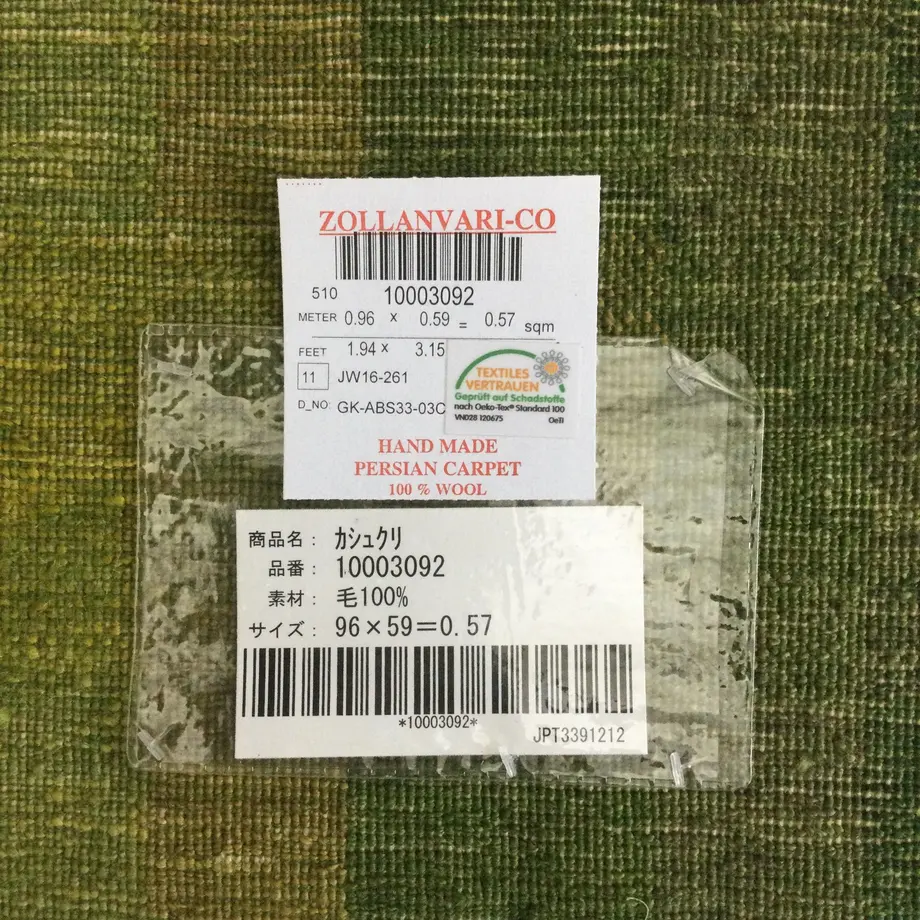 ZOLLANVARI-CO
510 10003092
METER 0.96 x 0.59 = 0.57 sqm
FEET 1.94 x 3.15
11 JW16-261
D_NO: GK-ABS33-03C
TEXTILES
VERTRAUEN
Geprüft auf Schadstoffe
nach Oeko-Tex® Standard 100
VN028 120675 OeTI
HAND MADE
PERSIAN CARPET
100 % WOOL
商品名: カシュクリ
品番: 10003092
素材: 毛100%
サイズ: 96×59=0.57
*10003092*
JPT3391212